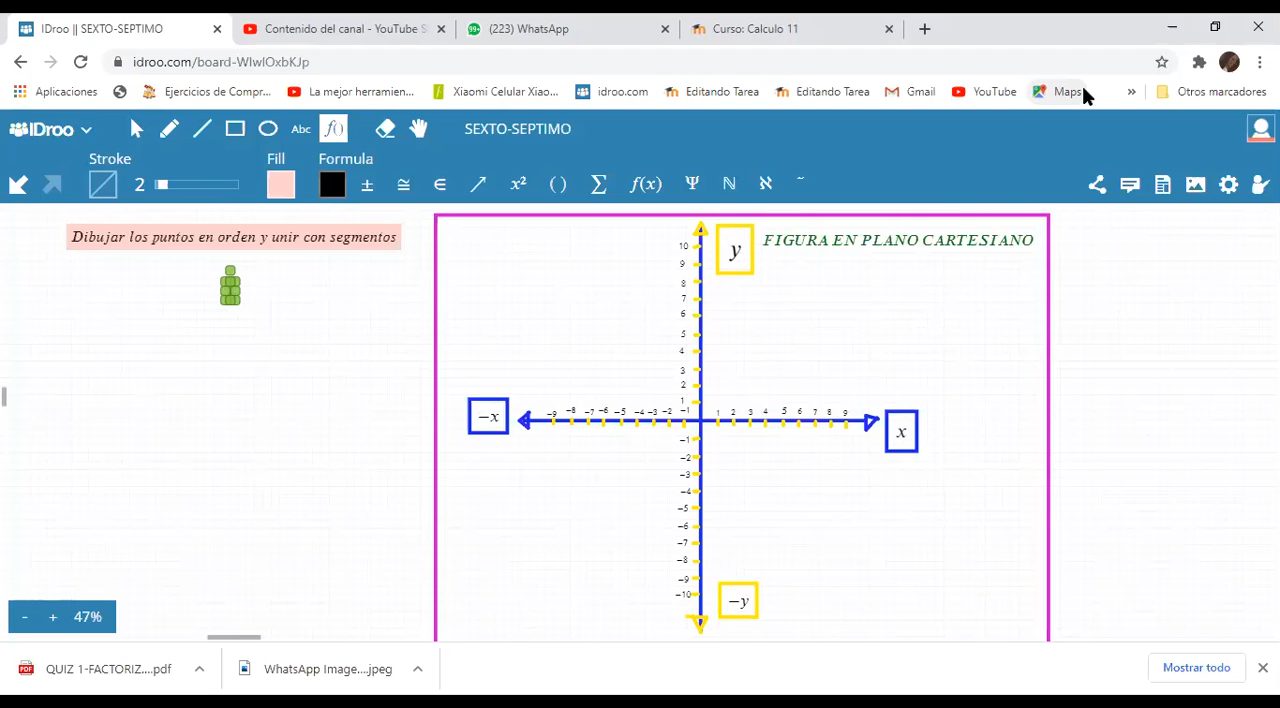 IDroo || SEXTO-SEPTIMO
Contenido del canal - YouTube S
99+
(223) WhatsApp
Curso: Calculo 11
idroo.com/board-WIwlOxbKJp
Aplicaciones
Ejercicios de Compr...
La mejor herramien...
Xiaomi Celular Xiao...
idroo.com
Editando Tarea
Editando Tarea
Gmail
YouTube
Maps
»
Otros marcadores
IDroo
Abc
f()
SEXTO-SEPTIMO
Stroke
Fill
Formula
2
± ≅ ∈ x² ( ) ∑ f(x) Ψ ℕ ℵ ~
Dibujar los puntos en orden y unir con segmentos
y
FIGURA EN PLANO CARTESIANO
10
9
8
7
6
5
4
3
2
1
−x
−9 −8 −7 −6 −5 −4 −3 −2 −1
1 2 3 4 5 6 7 8 9
x
−1
−2
−3
−4
−5
−6
−7
−8
−9
−10
−y
- + 47%
PDF
QUIZ 1-FACTORIZ....pdf
WhatsApp Image....jpeg
Mostrar todo